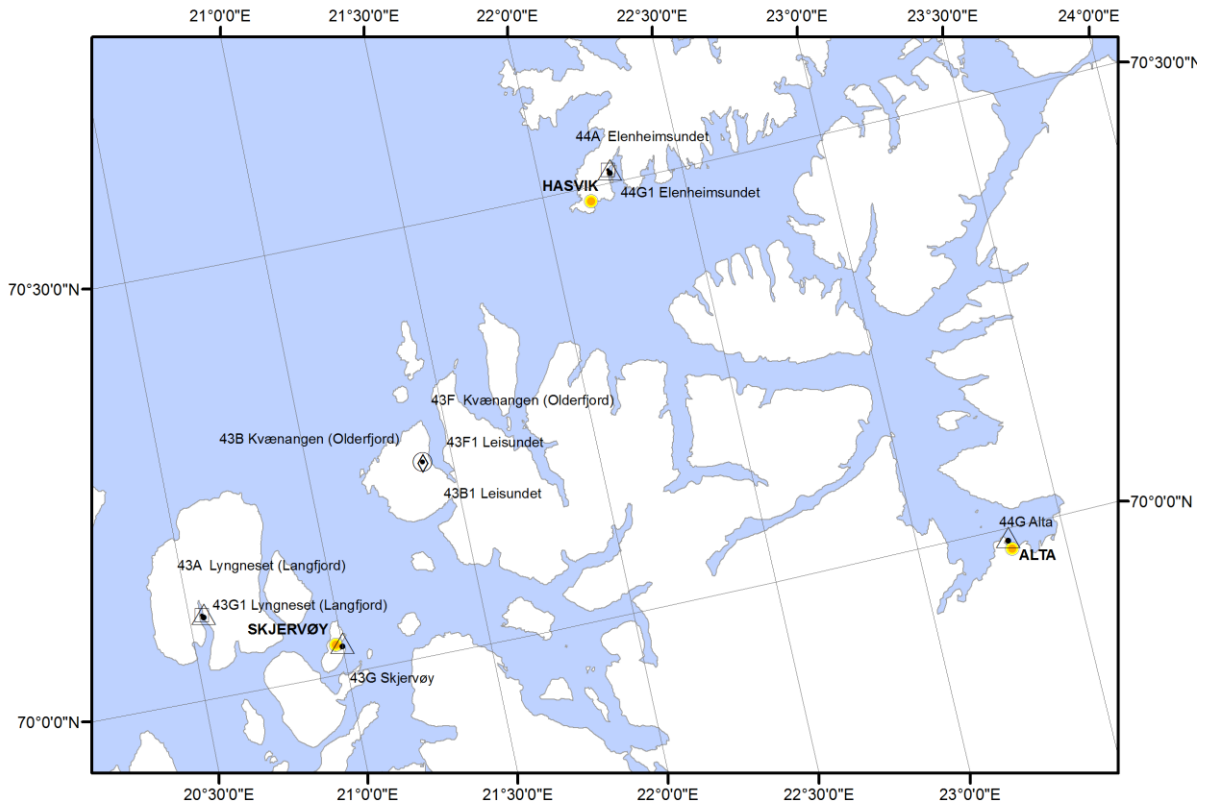 21°0'0"E 21°30'0"E 22°0'0"E 22°30'0"E 23°0'0"E 23°30'0"E 24°0'0"E
70°30'0"N
44A Elenheimsundet
HASVIK
44G1 Elenheimsundet
70°30'0"N
43F Kvænangen (Olderfjord)
43B Kvænangen (Olderfjord)
43F1 Leisundet
43B1 Leisundet
70°0'0"N
44G Alta
ALTA
43A Lyngneset (Langfjord)
43G1 Lyngneset (Langfjord)
SKJERVØY
43G Skjervøy
70°0'0"N
20°30'0"E 21°0'0"E 21°30'0"E 22°0'0"E 22°30'0"E 23°0'0"E